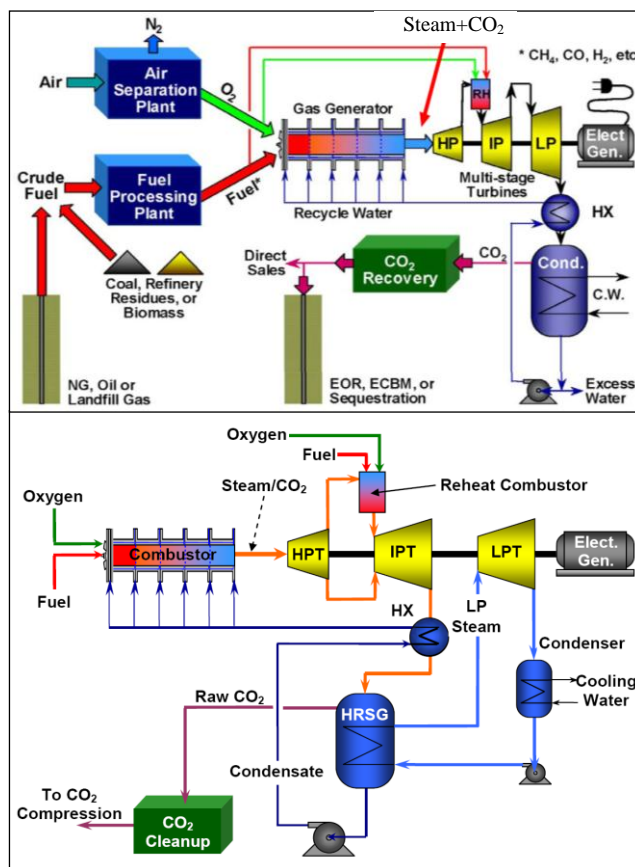 Steam+CO₂
N₂
* CH₄, CO, H₂, etc
Air
Air
Separation
Plant
O₂
RH
Gas Generator
HP
IP
LP
Elect
Gen.
Crude
Fuel
Fuel
Processing
Plant
Fuel*
Multi-stage
Turbines
Recycle Water
HX
Direct
Sales
CO₂
Recovery
CO₂
Cond.
C.W.
Coal, Refinery
Residues, or
Biomass
NG, Oil or
Landfill Gas
EOR, ECBM, or
Sequestration
Excess
Water
Oxygen
Fuel
Reheat Combustor
Oxygen
Steam/CO₂
Combustor
HPT
IPT
LPT
Elect.
Gen.
Fuel
HX
LP
Steam
Condenser
Cooling
Water
Raw CO₂
HRSG
Condensate
To CO₂
Compression
CO₂
Cleanup